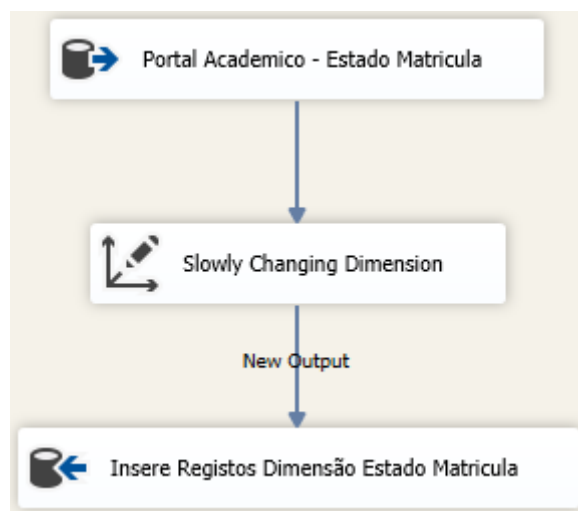 Portal Academico - Estado Matricula
Slowly Changing Dimension
New Output
Insere Registos Dimensão Estado Matricula